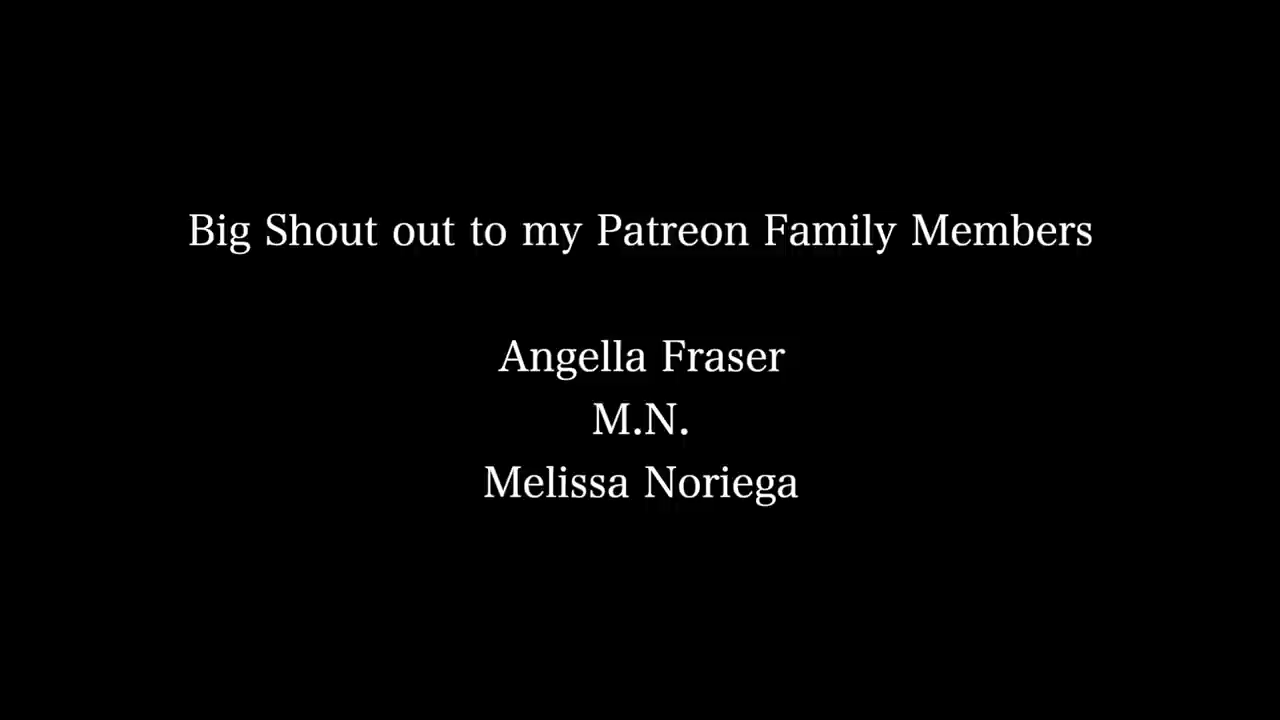 Big Shout out to my Patreon Family Members
Angella Fraser
M.N.
Melissa Noriega